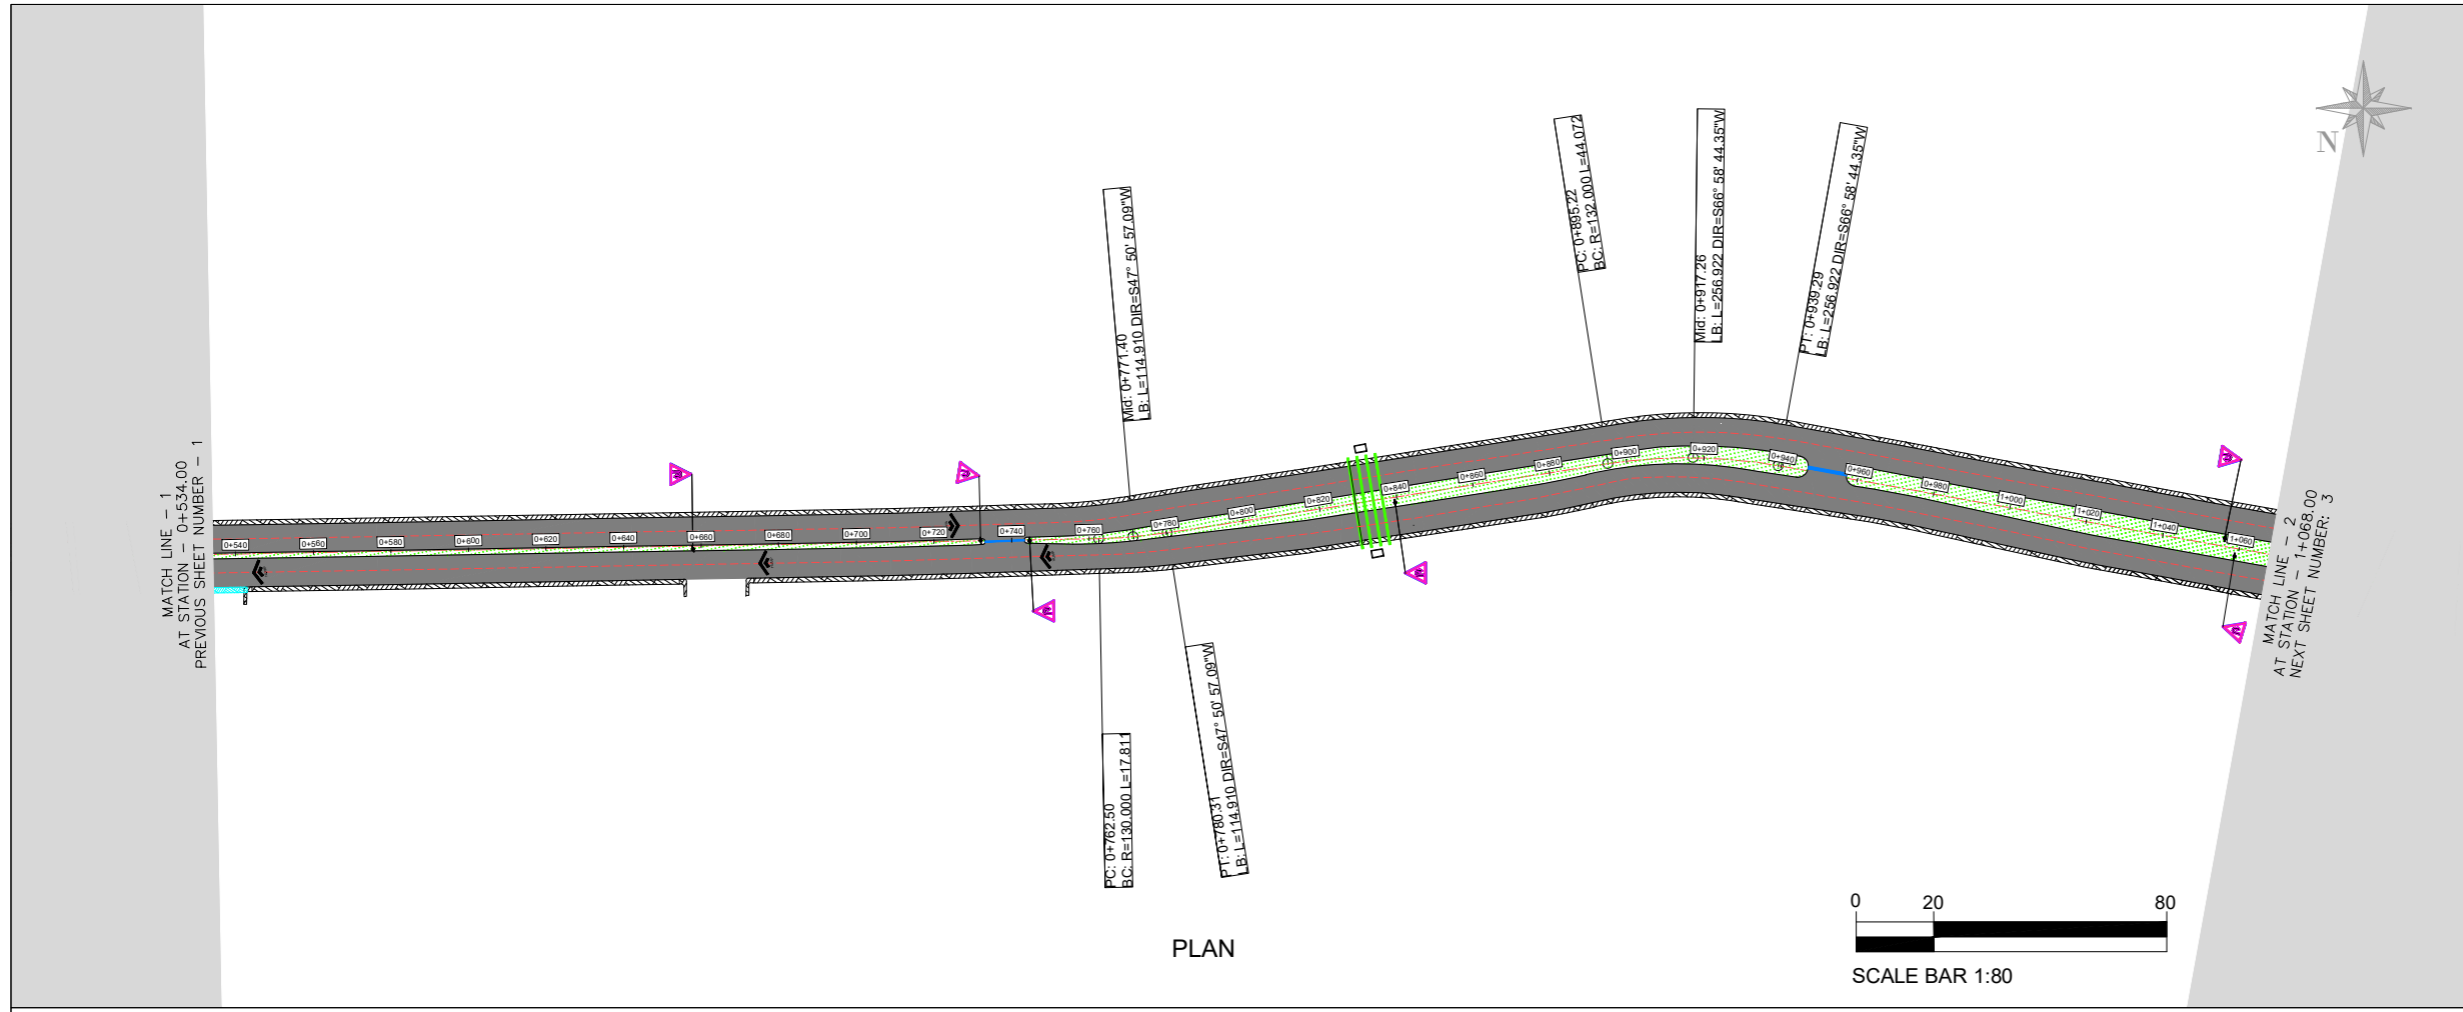 MATCH LINE - 1
AT STATION - 0+534.00
PREVIOUS SHEET NUMBER - 1
0+540
0+560
0+580
0+600
0+620
0+640
0+660
0+680
0+700
0+720
0+740
0+760
0+780
0+800
0+820
0+840
0+860
0+880
0+900
0+920
0+940
0+960
0+980
1+000
1+020
1+040
1+060
Mid: 0+771.40
LB: L=114.910 DIR=S47° 50' 57.09"W
PC: 0+895.22
BC: R=132.000 L=44.072
Mid: 0+917.26
LB: L=256.922 DIR=S66° 58' 44.35"W
PT: 0+939.29
LB: L=256.922 DIR=S66° 58' 44.35"W
N
PC: 0+762.50
BC: R=130.000 L=17.811
PT: 0+780.31
LB: L=114.910 DIR=S47° 50' 57.09"W
MATCH LINE - 2
AT STATION - 1+068.00
NEXT SHEET NUMBER: 3
PLAN
0 20 80
SCALE BAR 1:80